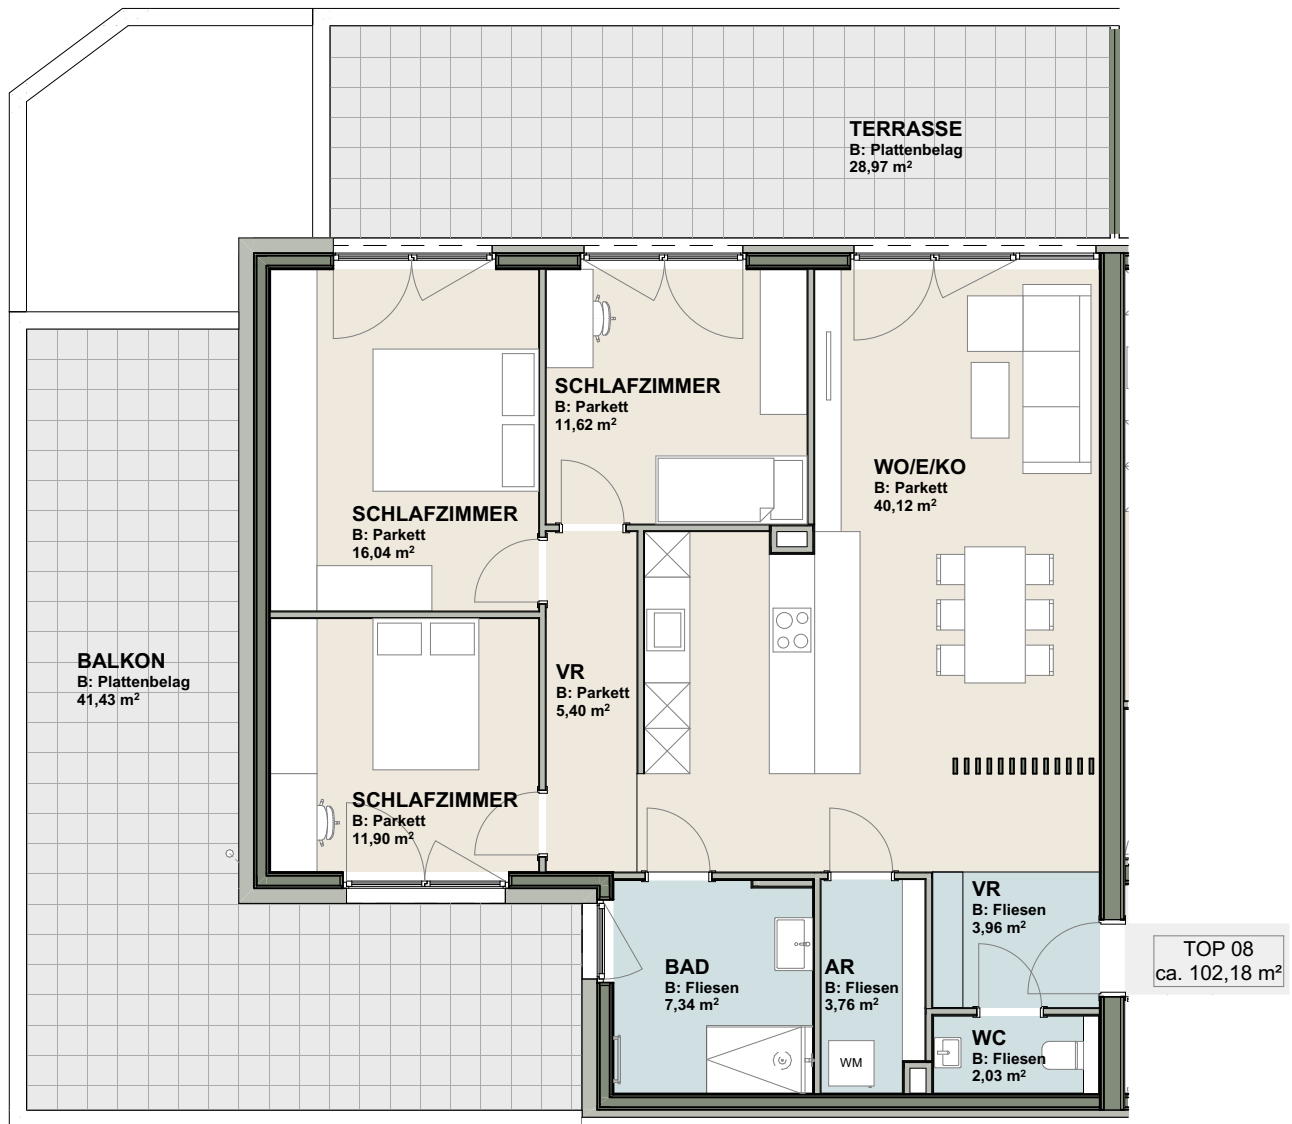 TERRASSE
B: Plattenbelag
28,97 m²
SCHLAFZIMMER
B: Parkett
11,62 m²
WO/E/KO
B: Parkett
40,12 m²
SCHLAFZIMMER
B: Parkett
16,04 m²
BALKON
B: Plattenbelag
41,43 m²
VR
B: Parkett
5,40 m²
SCHLAFZIMMER
B: Parkett
11,90 m²
VR
B: Fliesen
3,96 m²
TOP 08
ca. 102,18 m²
BAD
B: Fliesen
7,34 m²
AR
B: Fliesen
3,76 m²
WC
B: Fliesen
2,03 m²
WM